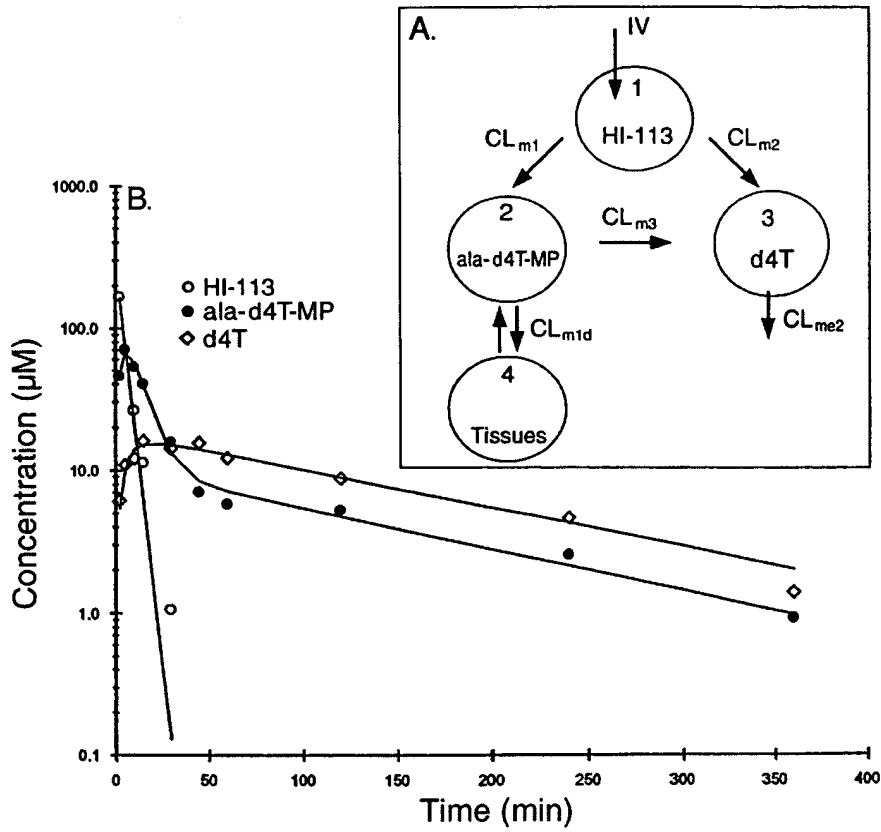 A.
IV
1
HI-113
CLm1
CLm2
2
ala-d4T-MP
CLm3
3
d4T
CLm1d
CLme2
4
Tissues
B.
HI-113
ala-d4T-MP
d4T
Concentration (μM)
1000.0
100.0
10.0
1.0
0.1
0 50 100 150 200 250 300 350 400
Time (min)